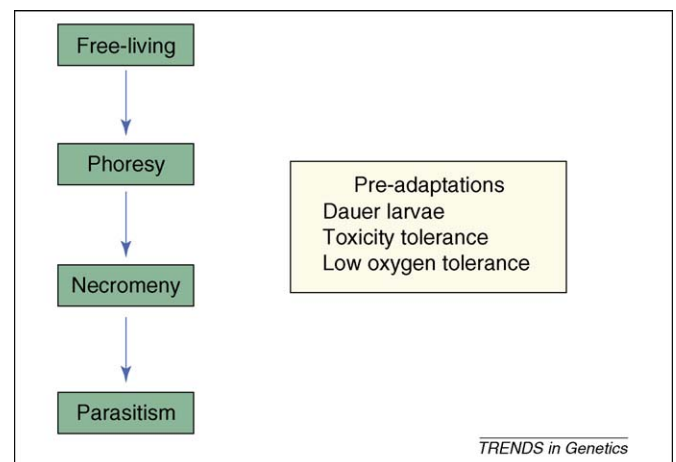 Free-living
Phoresy
Necromeny
Parasitism
Pre-adaptations
Dauer larvae
Toxicity tolerance
Low oxygen tolerance
TRENDS in Genetics